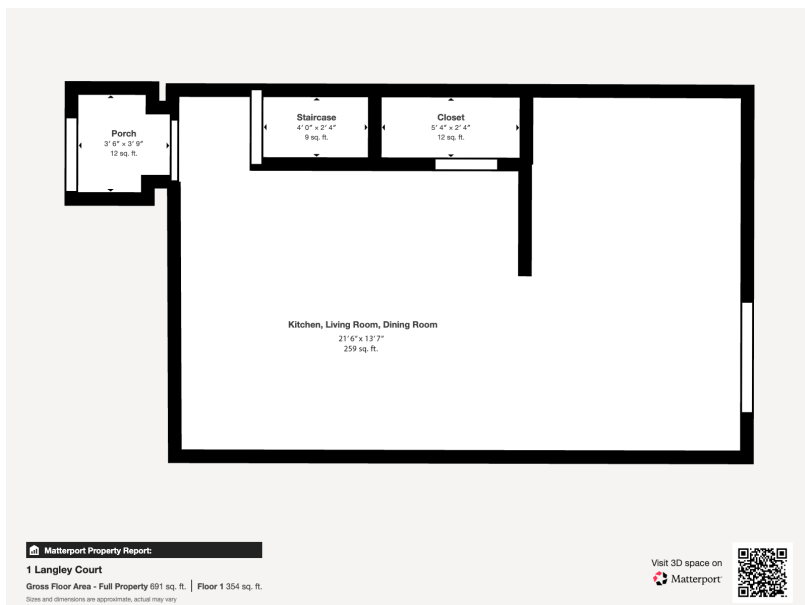 Staircase
4' 0" × 2' 4"
9 sq. ft.
Closet
5' 4" × 2' 4"
12 sq. ft.
Porch
3' 6" × 3' 9"
12 sq. ft.
Kitchen, Living Room, Dining Room
21'6"x 13'7"
259 sq. ft.
Matterport Property Report:
1 Langley Court
Gross Floor Area - Full Property 691 sq. ft. | Floor 1 354 sq. ft.
Sizes and dimensions are approximate, actual may vary
Visit 3D space on
Matterport